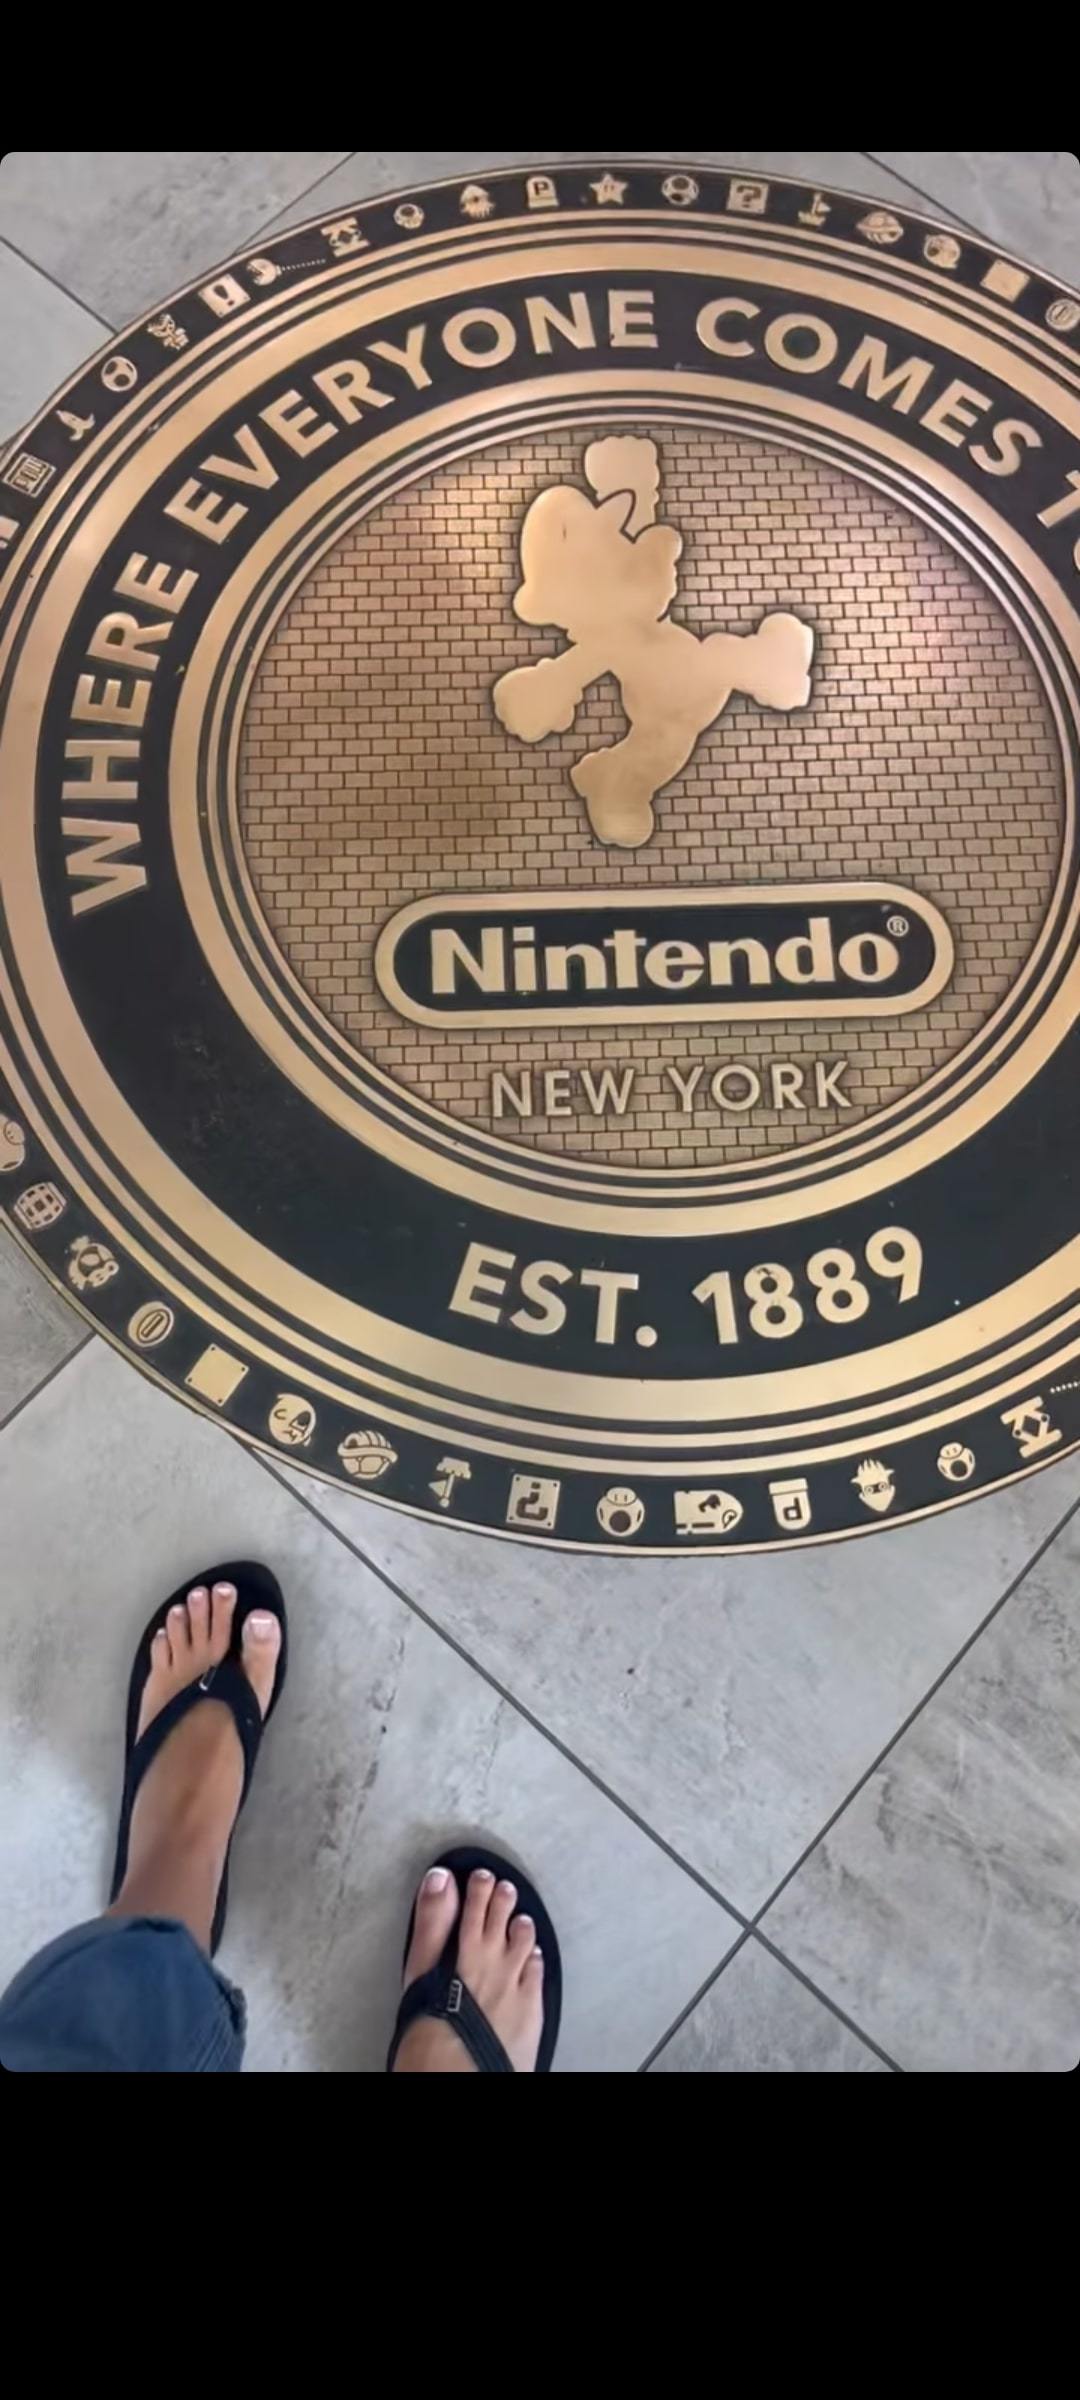 WHERE EVERYONE COMES
Nintendo®
NEW YORK
EST. 1889